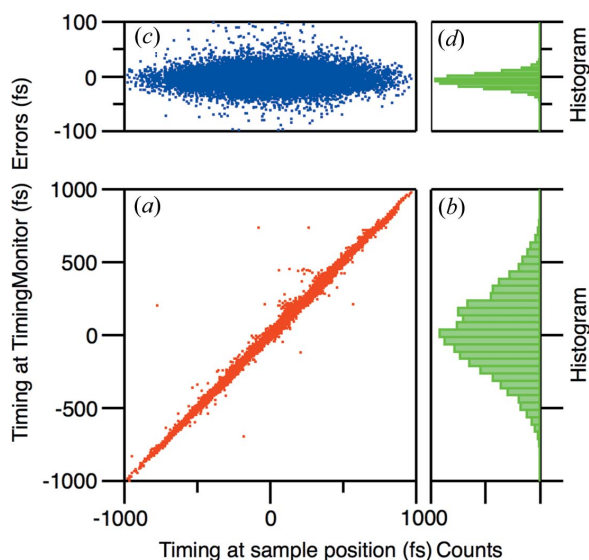 100
0
-100
Errors (fs)
(c)
(d)
Histogram
1000
500
0
-500
-1000
Timing at TimingMonitor (fs)
(a)
(b)
Histogram
-1000
0
1000
Timing at sample position (fs)
Counts